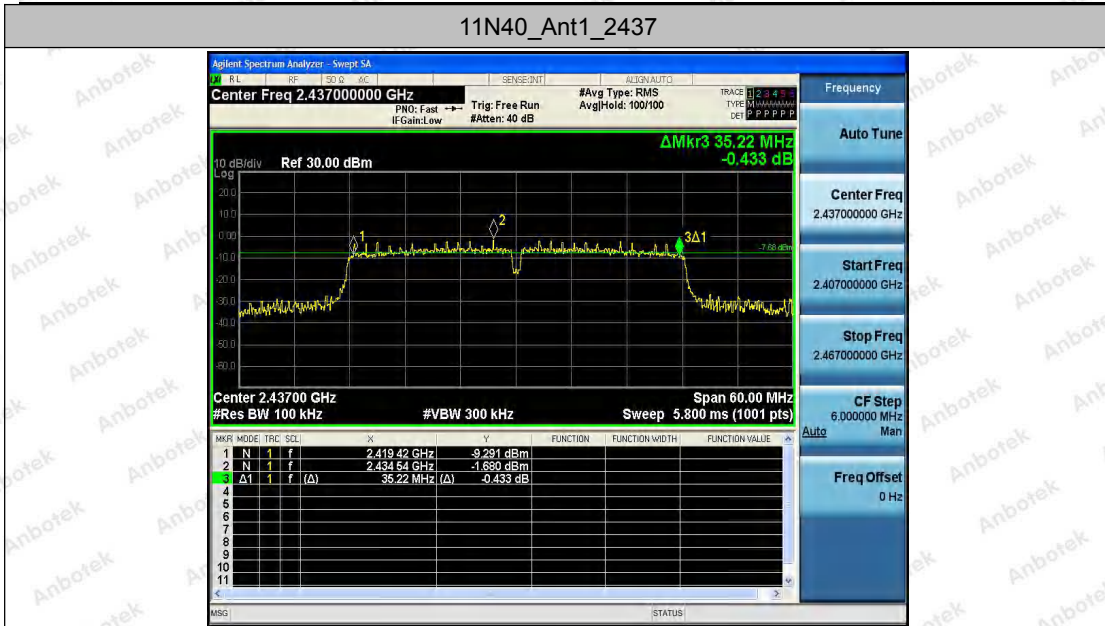 11N40_Ant1_2437
Agilent Spectrum Analyzer - Swept SA
RL RF 50 Ω AC SENSE:INT ALIGN AUTO
Center Freq 2.437000000 GHz
PNO: Fast
IFGain:Low
Trig: Free Run
#Atten: 40 dB
#Avg Type: RMS
Avg|Hold: 100/100
TRACE 1 2 3 4 5 6
TYPE M
DET P P P P P P
ΔMkr3 35.22 MHz
-0.433 dB
10 dB/div Ref 30.00 dBm
Log
20.0
10.0
0.00
-10.0
-20.0
-30.0
-40.0
-50.0
-60.0
1
2
3Δ1
-7.68 dBm
Center 2.43700 GHz Span 60.00 MHz
#Res BW 100 kHz #VBW 300 kHz Sweep 5.800 ms (1001 pts)
MKR MODE TRC SCL X Y FUNCTION FUNCTION WIDTH FUNCTION VALUE
1 N 1 f 2.419 42 GHz -9.291 dBm
2 N 1 f 2.434 54 GHz -1.680 dBm
3 Δ1 1 f (Δ) 35.22 MHz (Δ) -0.433 dB
4
5
6
7
8
9
10
11
MSG STATUS
Frequency
Auto Tune
Center Freq
2.437000000 GHz
Start Freq
2.407000000 GHz
Stop Freq
2.467000000 GHz
CF Step
6.000000 MHz
Auto Man
Freq Offset
0 Hz
Anbotek